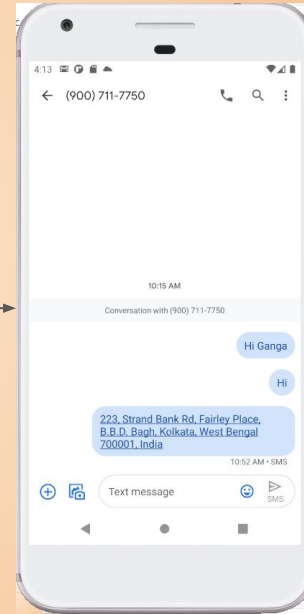 4:13
(900) 711-7750
10:15 AM
Conversation with (900) 711-7750
Hi Ganga
Hi
223, Strand Bank Rd, Fairley Place,
B.B.D. Bagh, Kolkata, West Bengal
700001, India
10:52 AM • SMS
Text message
SMS